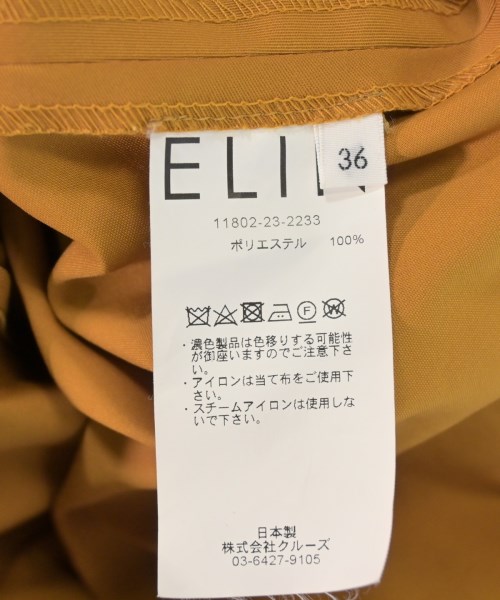 36
11802-23-2233
ポリエステル 100%
・濃色製品は色移りする可能性
が御座いますのでご注意下さ
い。
・アイロンは当て布をご使用下
さい。
・スチームアイロンは使用しな
いで下さい。
日本製
株式会社クルーズ
03-6427-9105